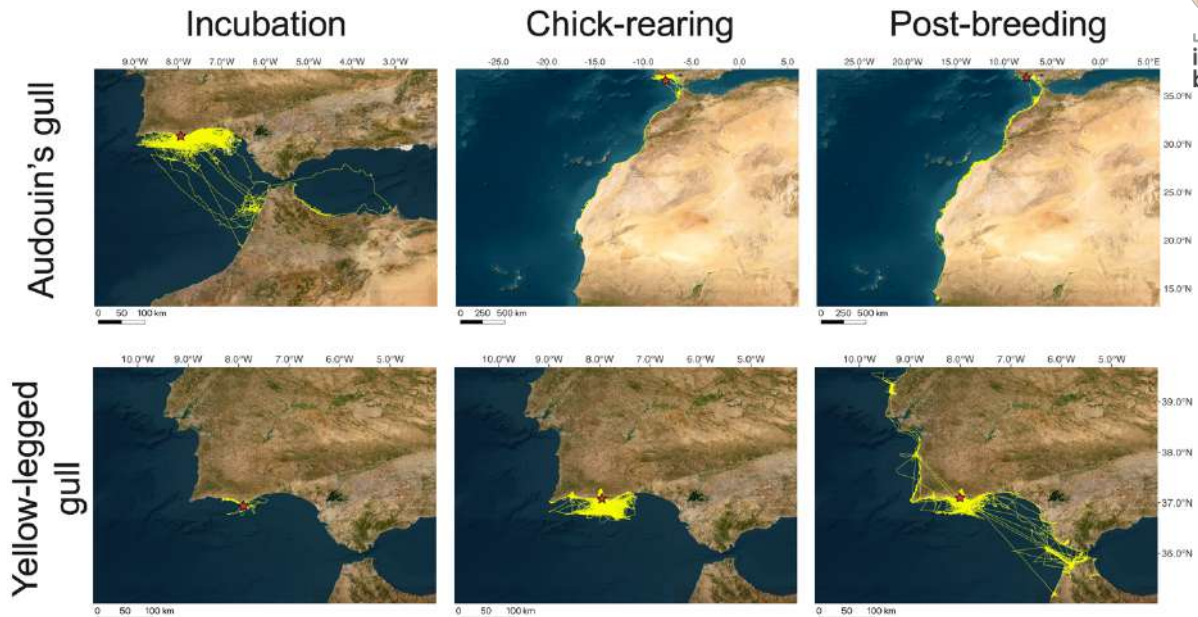 Incubation
Chick-rearing
Post-breeding
Audouin's gull
9.0°W 8.0°W 7.0°W 6.0°W 5.0°W 4.0°W 3.0°W
-25.0 -20.0 -15.0 -10.0 -5.0 0.0 5.0
25.0°W 20.0°W 15.0°W 10.0°W 5.0°W 0.0° 5.0°E
35.0°N
30.0°N
25.0°N
20.0°N
15.0°N
0 50 100 km
0 250 500 km
0 250 500 km
Yellow-legged
gull
10.0°W 9.0°W 8.0°W 7.0°W 6.0°W 5.0°W
10.0°W 9.0°W 8.0°W 7.0°W 6.0°W 5.0°W
10.0°W 9.0°W 8.0°W 7.0°W 6.0°W 5.0°W
39.0°N
38.0°N
37.0°N
36.0°N
0 50 100 km
0 50 100 km
0 50 100 km